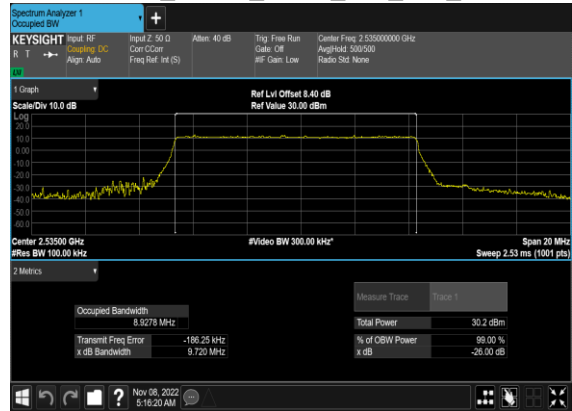 Spectrum Analyzer 1
Occupied BW
+
KEYSIGHT Input: RF Input Z: 50 Ω Atten: 40 dB Trig: Free Run Center Freq: 2.535000000 GHz
R T Coupling: DC Corr CCorr Gate: Off Avg|Hold: 500/500
Align: Auto Freq Ref: Int (S) #IF Gain: Low Radio Std: None
LW
1 Graph
Ref Lvl Offset 8.40 dB
Scale/Div 10.0 dB Ref Value 30.00 dBm
Log
20.0
10.0
0.00
-10.0
-20.0
-30.0
-40.0
-50.0
-60.0
Center 2.53500 GHz #Video BW 300.00 kHz* Span 20 MHz
#Res BW 100.00 kHz Sweep 2.53 ms (1001 pts)
2 Metrics
Measure Trace Trace 1
Occupied Bandwidth
8.9278 MHz Total Power 30.2 dBm
Transmit Freq Error -186.25 kHz % of OBW Power 99.00 %
x dB Bandwidth 9.720 MHz x dB -26.00 dB
? Nov 08, 2022
5:16:20 AM